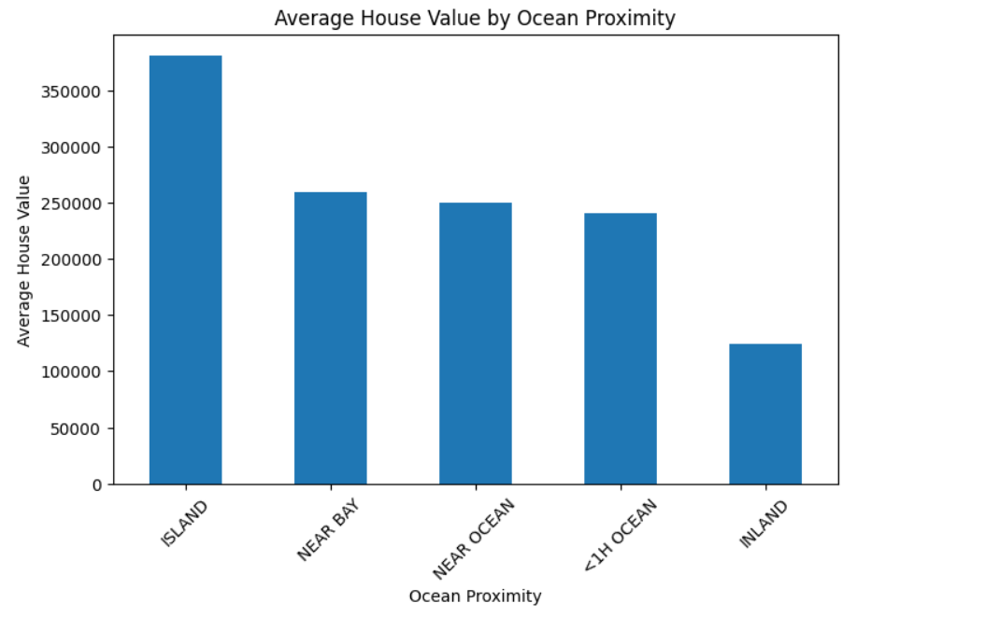 Average House Value by Ocean Proximity
Average House Value
350000
300000
250000
200000
150000
100000
50000
0
ISLAND
NEAR BAY
NEAR OCEAN
<1H OCEAN
INLAND
Ocean Proximity